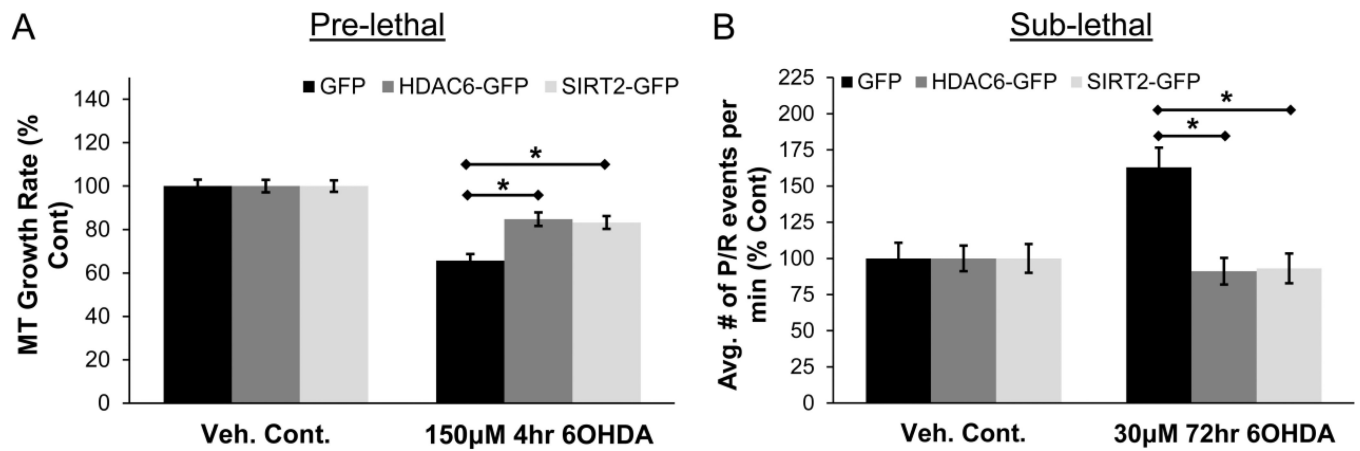 A
Pre-lethal
GFP HDAC6-GFP SIRT2-GFP
MT Growth Rate (%
Cont)
140
120
100
80
60
40
20
0
* 
*
Veh. Cont.
150µM 4hr 6OHDA
B
Sub-lethal
GFP HDAC6-GFP SIRT2-GFP
Avg. # of P/R events per
min (% Cont)
225
200
175
150
125
100
75
50
25
0
*
*
Veh. Cont.
30µM 72hr 6OHDA